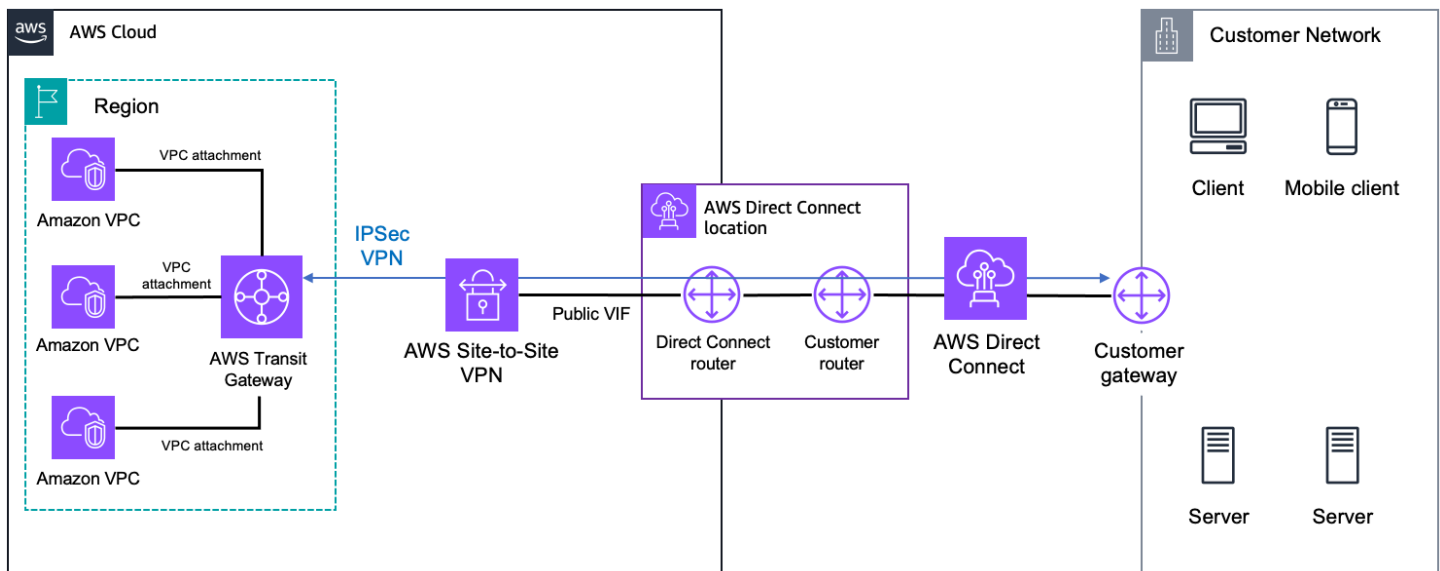 aws
AWS Cloud
Customer Network
Region
VPC attachment
Amazon VPC
Client
Mobile client
AWS Direct Connect
location
IPSec
VPN
VPC
attachment
Amazon VPC
AWS Transit
Gateway
Public VIF
AWS Site-to-Site
VPN
Direct Connect
router
Customer
router
AWS Direct
Connect
Customer
gateway
VPC attachment
Amazon VPC
Server
Server